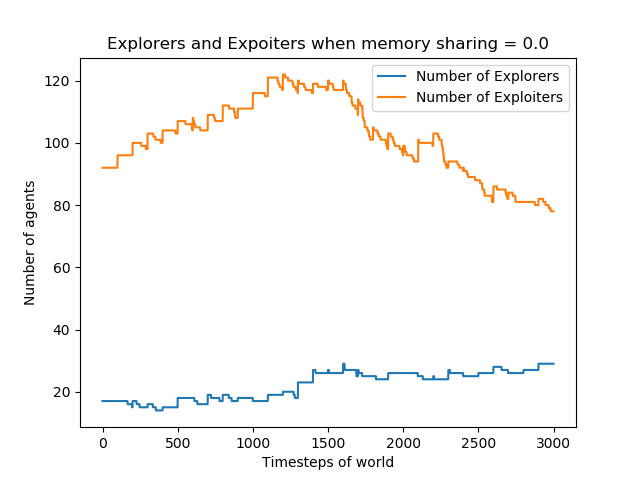 Explorers and Expoiters when memory sharing = 0.0
Number of Explorers
Number of Exploiters
Number of agents
120
100
80
60
40
20
0 500 1000 1500 2000 2500 3000
Timesteps of world